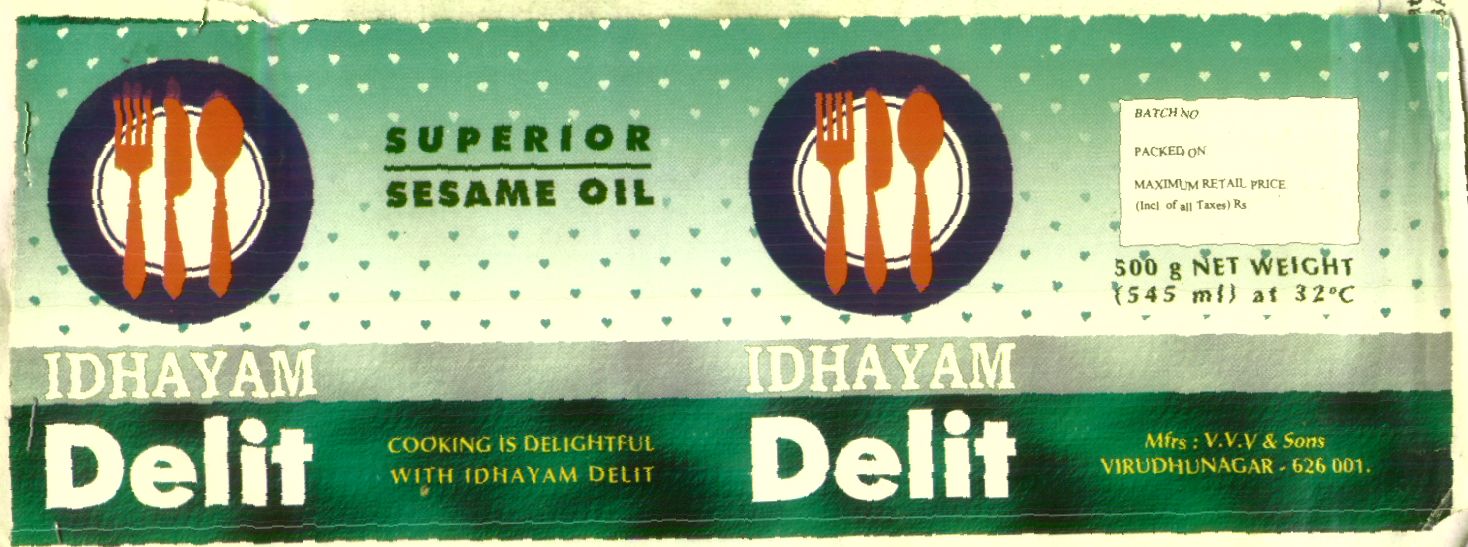 SUPERIOR
SESAME OIL
IDHAYAM
Delit
COOKING IS DELIGHTFUL
WITH IDHAYAM DELIT
IDHAYAM
Delit
BATCH NO
PACKED ON
MAXIMUM RETAIL PRICE
(Incl of all Taxes) Rs
500 g NET WEIGHT
(545 ml) at 32°C
Mfrs : V.V.V & Sons
VIRUDHUNAGAR - 626 001.